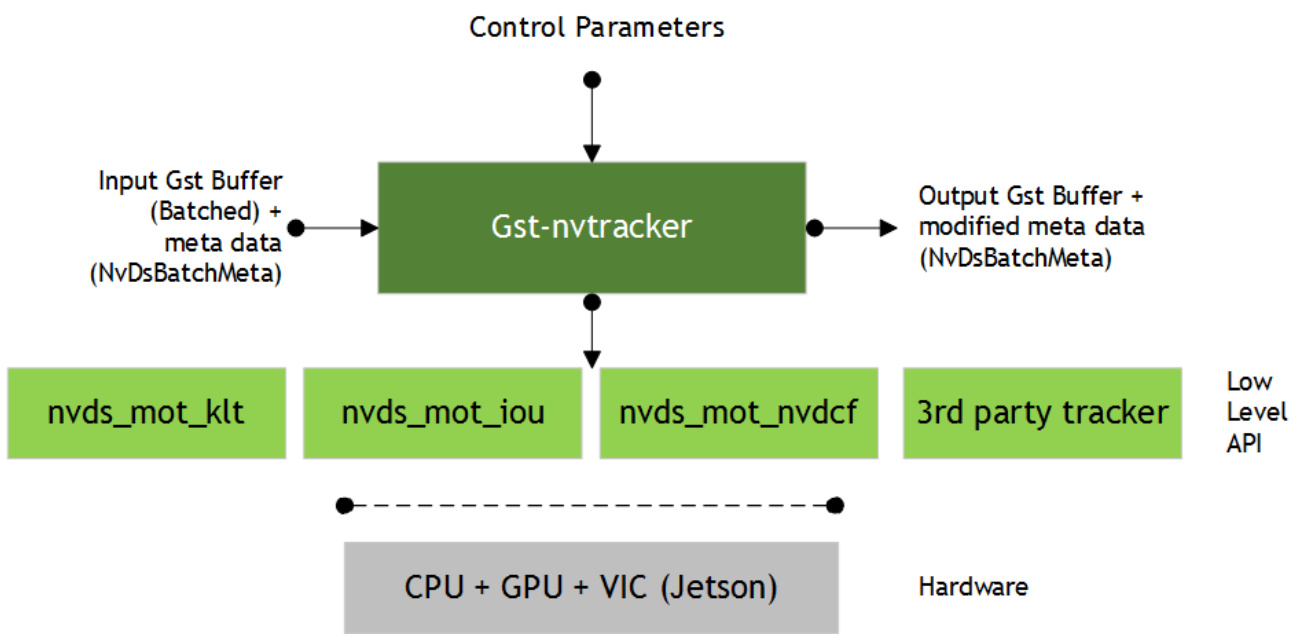 Control Parameters
Input Gst Buffer
(Batched) +
meta data
(NvDsBatchMeta)
Gst-nvtracker
Output Gst Buffer +
modified meta data
(NvDsBatchMeta)
nvds_mot_klt
nvds_mot_iou
nvds_mot_nvdcf
3rd party tracker
Low
Level
API
CPU + GPU + VIC (Jetson)
Hardware